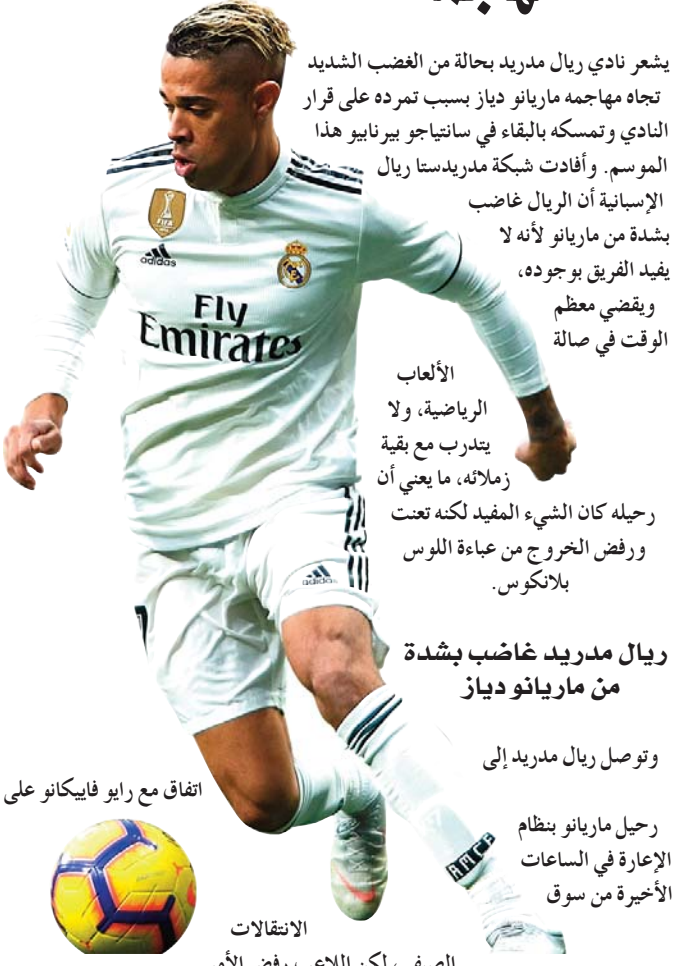 يشعر نادي ريال مدريد بحالة من الغضب الشديد
تجاه مهاجمه ماريانو دياز بسبب تمرده على قرار
النادي وتمسكه بالبقاء في سانتياجو بيرنابيو هذا
الموسم. وأفادت شبكة مدريدستا ريال
الإسبانية أن الريال غاضب
بشدة من ماريانو لأنه لا
يفيد الفريق بوجوده،
ويقضي معظم
الوقت في صالة
الألعاب
الرياضية، ولا
يتدرب مع بقية
زملائه، ما يعني أن
رحيله كان الشيء المفيد لكنه تعنت
ورفض الخروج من عباءة اللوس
بلانكوس.
ريال مدريد غاضب بشدة
من ماريانو دياز
وتوصل ريال مدريد إلى
اتفاق مع رايو فاييكانو على
رحيل ماريانو بنظام
الإعارة في الساعات
الأخيرة من سوق
الانتقالات
FIFA
adidas
Fly
Emirates
adidas
RMCF